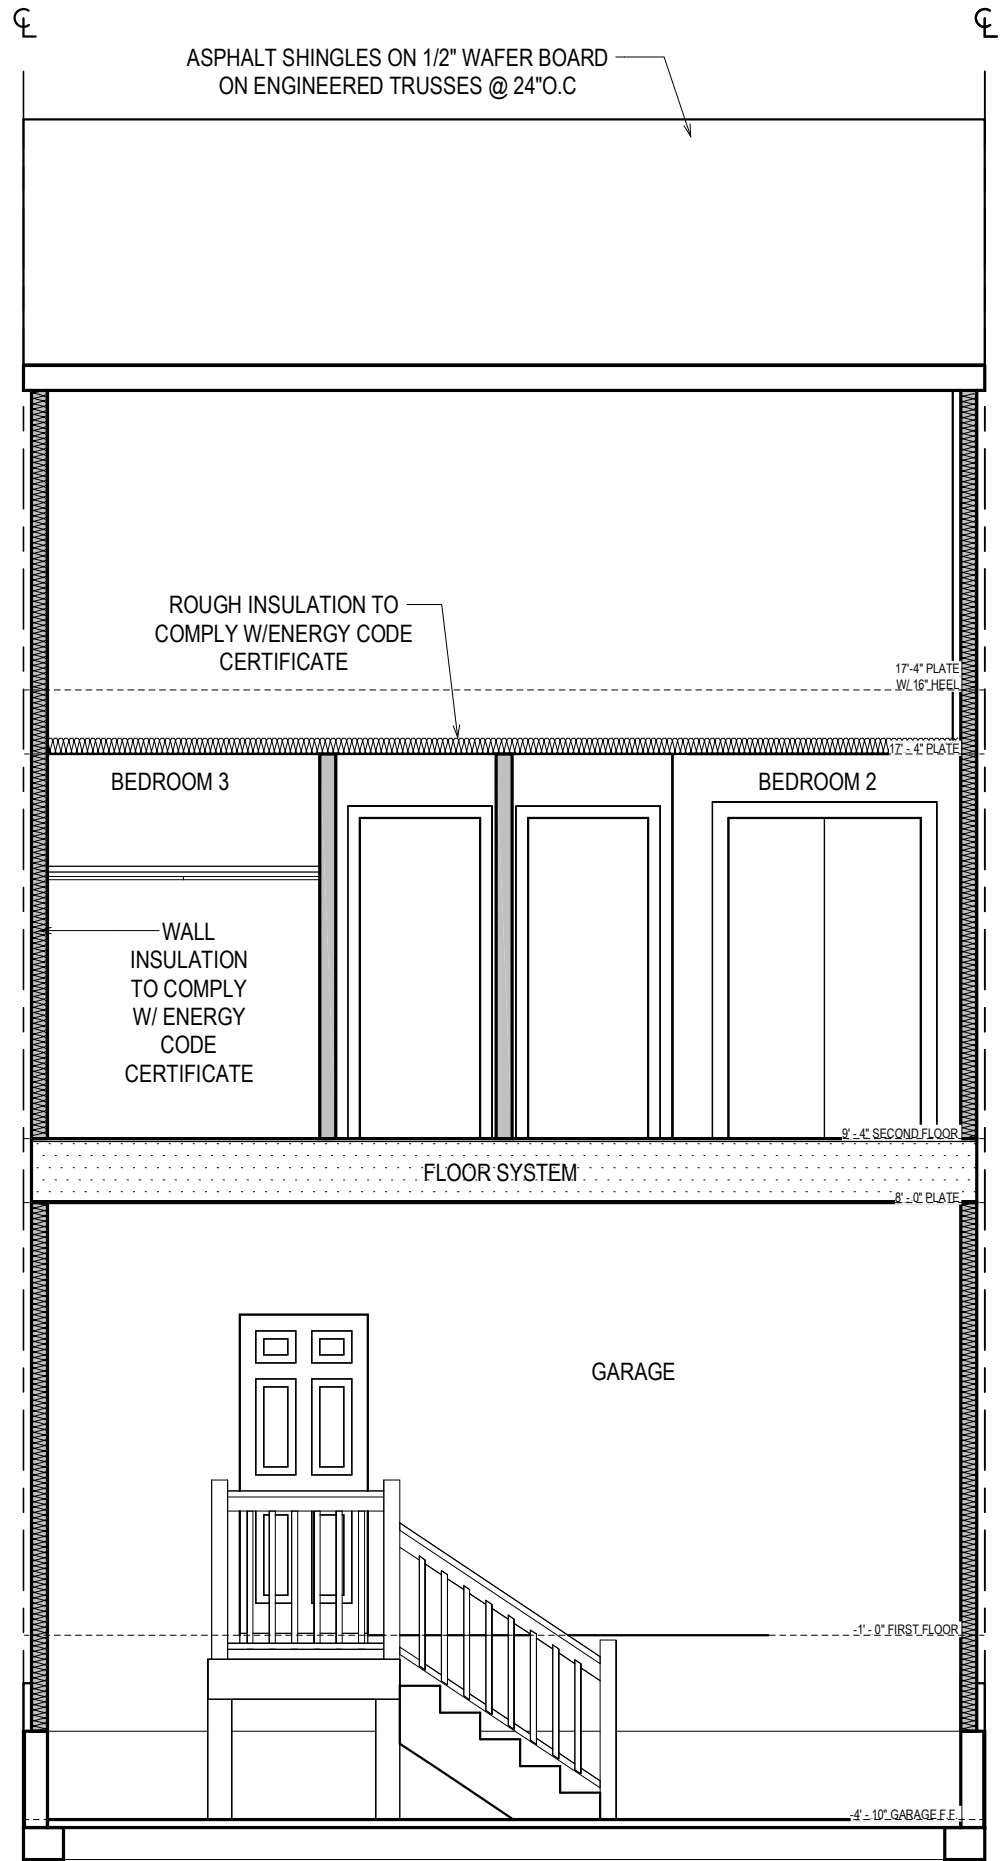 ℄ ℄
ASPHALT SHINGLES ON 1/2" WAFER BOARD
ON ENGINEERED TRUSSES @ 24"O.C
ROUGH INSULATION TO
COMPLY W/ENERGY CODE
CERTIFICATE
17'-4" PLATE
W/ 16" HEEL
17' - 4" PLATE
BEDROOM 3
BEDROOM 2
WALL
INSULATION
TO COMPLY
W/ ENERGY
CODE
CERTIFICATE
9' - 4" SECOND FLOOR
FLOOR SYSTEM
8' - 0" PLATE
GARAGE
-1' - 0" FIRST FLOOR
-4' - 10" GARAGE F.F.